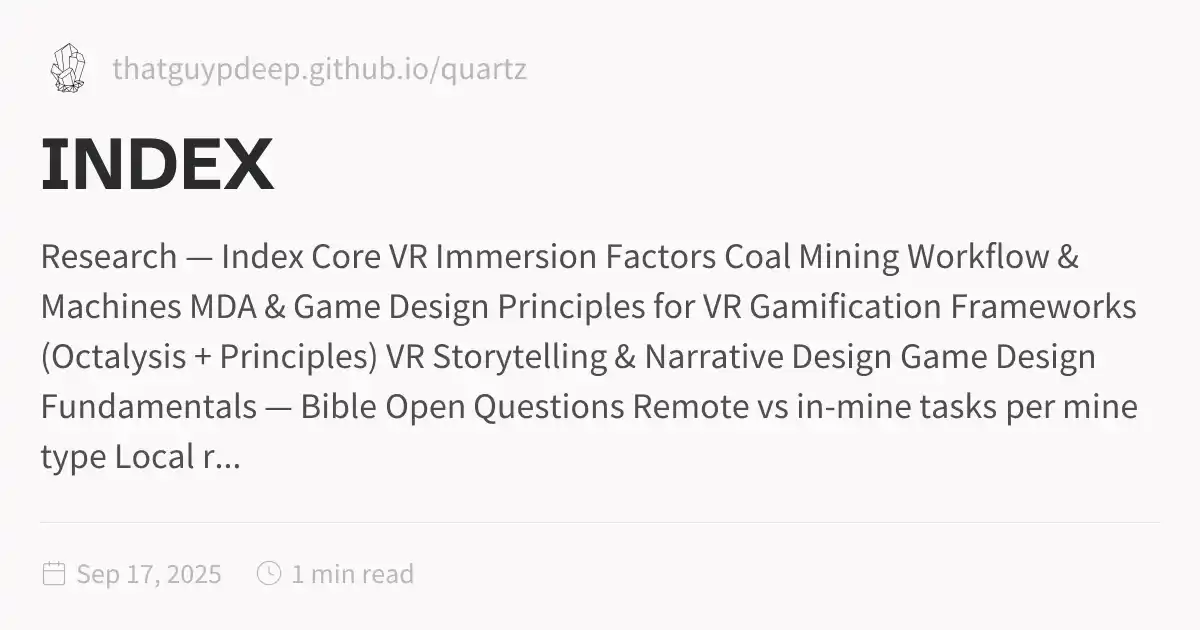 thatguypdeep.github.io/quartz
INDEX
Research — Index Core VR Immersion Factors Coal Mining Workflow &
Machines MDA & Game Design Principles for VR Gamification Frameworks
(Octalysis + Principles) VR Storytelling & Narrative Design Game Design
Fundamentals — Bible Open Questions Remote vs in-mine tasks per mine
type Local r...
Sep 17, 2025 1 min read